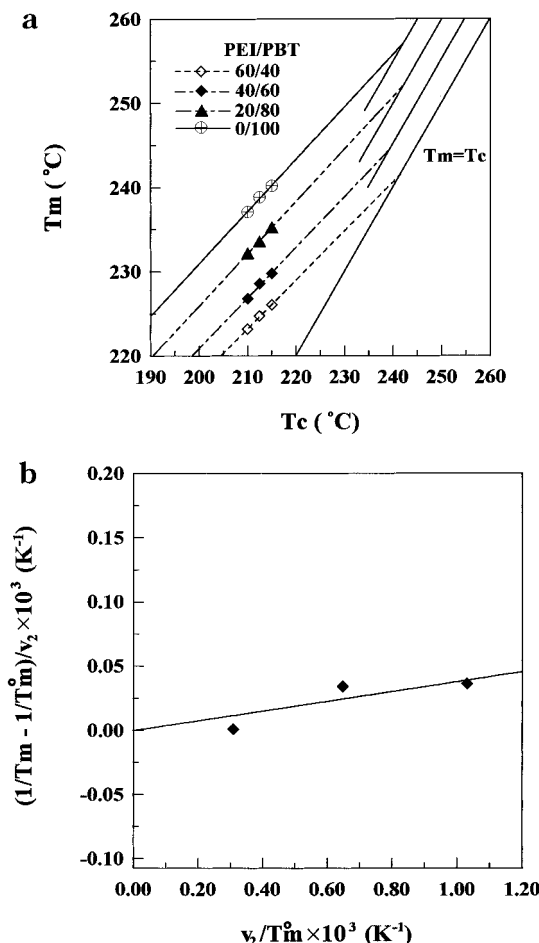 a
PEI/PBT
60/40
40/60
20/80
0/100
Tm=Tc
Tm ( °C)
260
250
240
230
220
190 200 210 220 230 240 250 260
Tc ( °C)
b
(1/Tm - 1/T°m)/v₂ ×10³ (K⁻¹)
0.20
0.15
0.10
0.05
0.00
-0.05
-0.10
0.00 0.20 0.40 0.60 0.80 1.00 1.20
v₂/T°m ×10³ (K⁻¹)